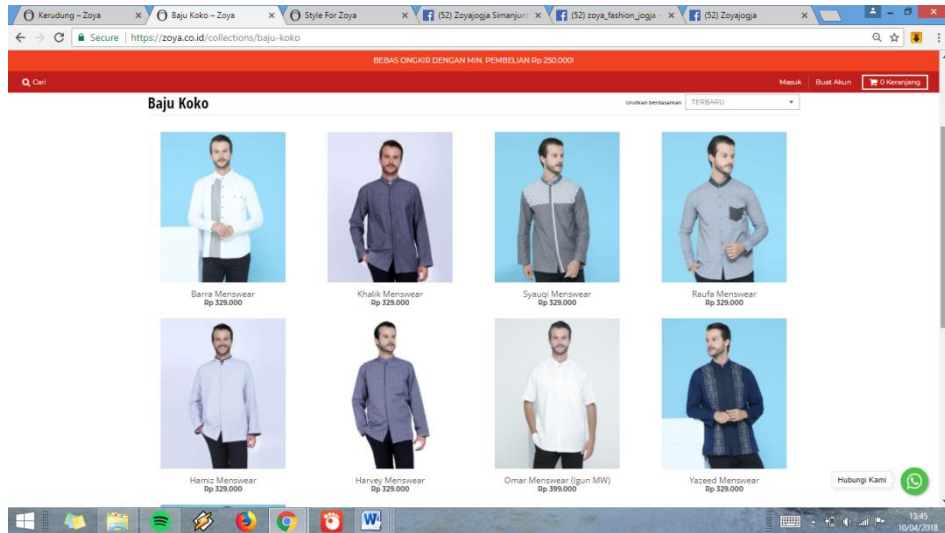 Kerudung – Zoya
Baju Koko – Zoya
Style For Zoya
(52) Zoyajogja Simanjun
(52) zoya_fashion_jogja -
(52) Zoyajogja
Secure
https://zoya.co.id/collections/baju-koko
BEBAS ONGKIR DENGAN MIN. PEMBELIAN Rp 250.000!
Cari
Masuk
Buat Akun
0 Keranjang
Baju Koko
Urutkan berdasarkan
TERBARU
Barra Menswear
Rp 329.000
Khalik Menswear
Rp 329.000
Syauqi Menswear
Rp 329.000
Raufa Menswear
Rp 329.000
Hamiz Menswear
Rp 329.000
Harvey Menswear
Rp 329.000
Omar Menswear (Igun MW)
Rp 399.000
Yazeed Menswear
Rp 329.000
Hubungi Kami
13.45
10/04/2018